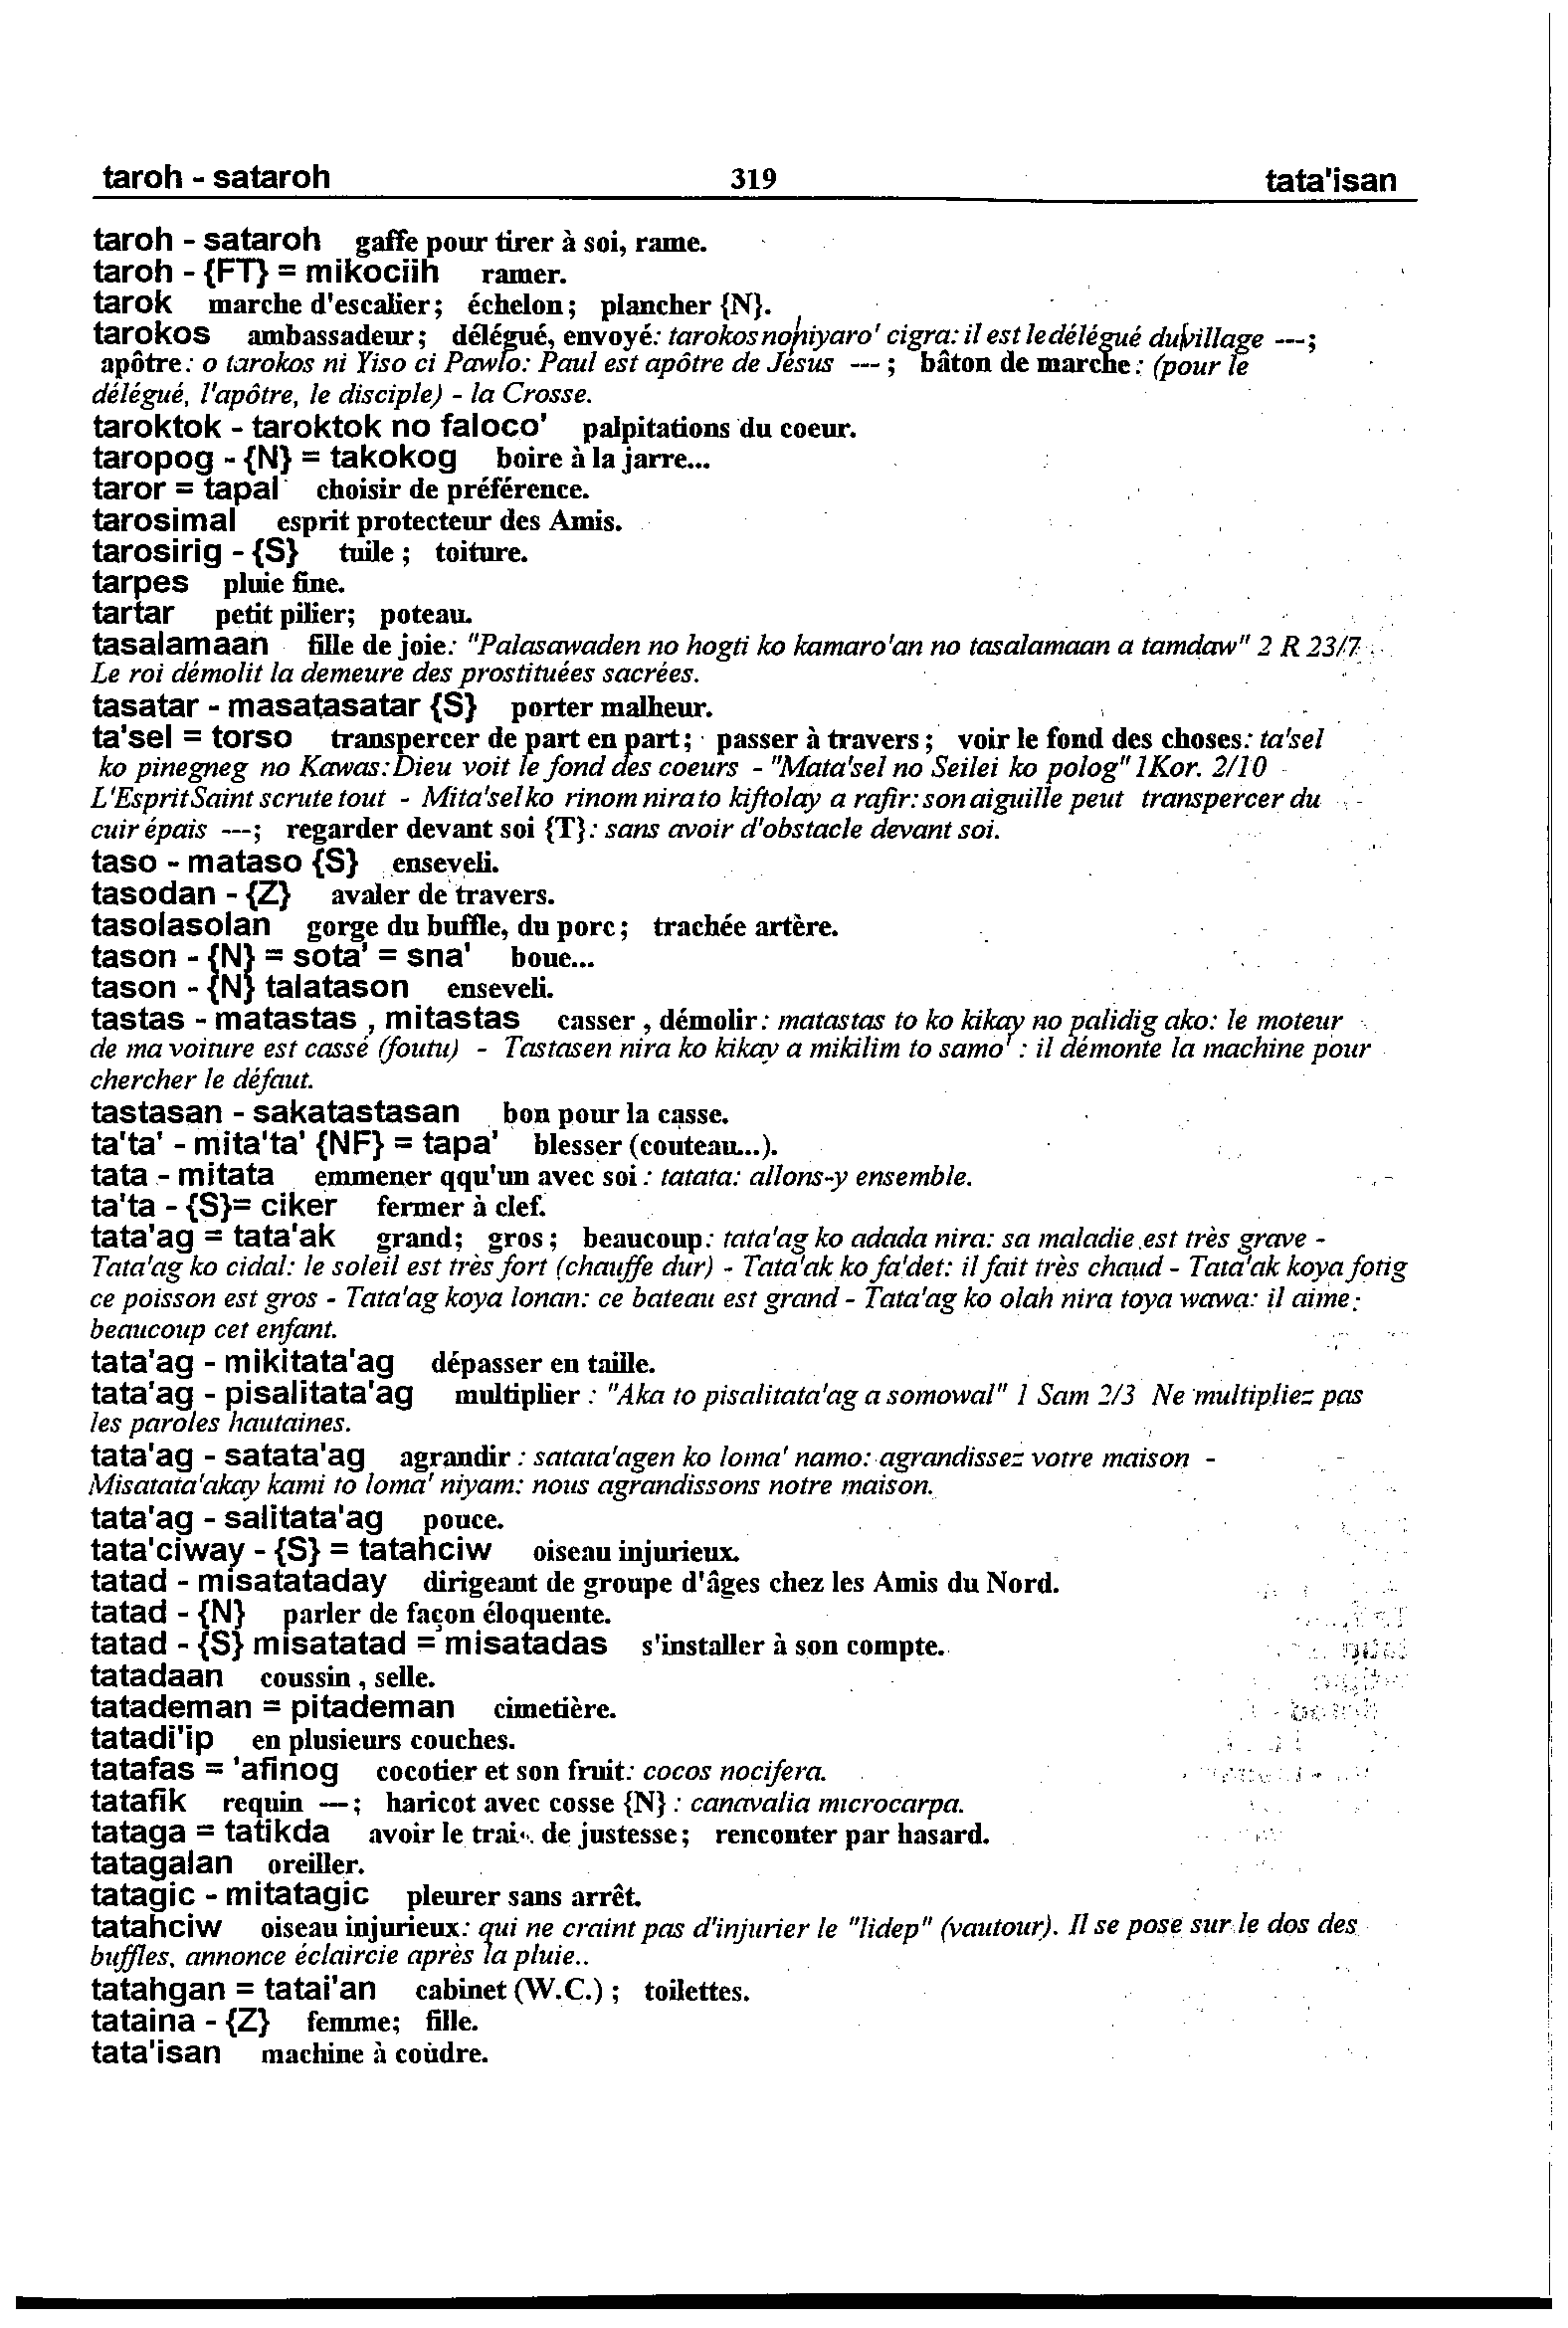 taroh - sataroh 319 tata'isan
taroh - sataroh gaffe pour tirer à soi, rame.
taroh - {FT} = mikociih ramer.
tarok marche d'escalier; échelon; plancher {N}.
tarokos ambassadeur; délégué, envoyé: tarokos no niyaro' cigra: il est le délégué du village —;
apôtre: o tarokos ni Yiso ci Pawlo: Paul est apôtre de Jésus — ; bâton de marche: (pour le
délégué, l'apôtre, le disciple) - la Crosse.
taroktok - taroktok no faloco' palpitations du coeur.
taropog - {N} = takokog boire à la jarre...
taror = tapal choisir de préférence.
tarosimal esprit protecteur des Amis.
tarosirig - {S} tuile ; toiture.
tarpes pluie fine.
tartar petit pilier; poteau.
tasalamaan fille de joie: "Palasawaden no hogti ko kamaro'an no tasalamaan a tamdaw" 2 R 23/7
Le roi démolit la demeure des prostituées sacrées.
tasatar - masatasatar {S} porter malheur.
ta'sel = torso transpercer de part en part; passer à travers ; voir le fond des choses: ta'sel
ko pinegneg no Kawas: Dieu voit le fond des coeurs - "Mata'sel no Seilei ko polog" 1Kor. 2/10
L'Esprit Saint scrute tout - Mita'sel ko rinom nira to kiftolay a rafir: son aiguille peut transpercer du
cuir épais —; regarder devant soi {T}: sans avoir d'obstacle devant soi.
taso - mataso {S} enseveli.
tasodan - {Z} avaler de travers.
tasolasolan gorge du buffle, du porc; trachée artère.
tason - {N} = sota' = sna' boue...
tason - {N} talatason enseveli.
tastas - matastas , mitastas casser , démolir: matastas to ko kikay no palidig ako: le moteur
de ma voiture est cassé (foutu) - Tastasen nira ko kikay a mikilim to samo' : il démonte la machine pour
chercher le défaut.
tastasan - sakatastasan bon pour la casse.
ta'ta' - mita'ta' {NF} = tapa' blesser (couteau...).
tata - mitata emmener qqu'un avec soi : tatata: allons-y ensemble.
ta'ta - {S}= ciker fermer à clef.
tata'ag = tata'ak grand; gros ; beaucoup: tata'ag ko adada nira: sa maladie est très grave -
Tata'ag ko cidal: le soleil est très fort (chauffe dur) - Tata'ak ko fa'det: il fait très chaud - Tata'ak koya fotig
ce poisson est gros - Tata'ag koya lonan: ce bateau est grand - Tata'ag ko olah nira toya wawa: il aime
beaucoup cet enfant.
tata'ag - mikitata'ag dépasser en taille.
tata'ag - pisalitata'ag multiplier : "Aka to pisalitata'ag a somowal" 1 Sam 2/3 Ne multipliez pas
les paroles hautaines.
tata'ag - satata'ag agrandir : satata'agen ko loma' namo: agrandissez votre maison -
Misatata'akay kami to loma' niyam: nous agrandissons notre maison.
tata'ag - salitata'ag pouce.
tata'ciway - {S} = tatahciw oiseau injurieux.
tatad - misatataday dirigeant de groupe d'âges chez les Amis du Nord.
tatad - {N} parler de façon éloquente.
tatad - {S} misatatad = misatadas s'installer à son compte.
tatadaan coussin , selle.
tatademan = pitademan cimetière.
tatadi'ip en plusieurs couches.
tatafas = 'afinog cocotier et son fruit: cocos nocifera.
tatafik requin —; haricot avec cosse {N} : canavalia microcarpa.
tataga = tatikda avoir le trai. de justesse; renconter par hasard.
tatagalan oreiller.
tatagic - mitatagic pleurer sans arrêt.
tatahciw oiseau injurieux: qui ne craint pas d'injurier le "lidep" (vautour). Il se pose sur le dos des
buffles, annonce éclaircie après la pluie..
tatahgan = tatai'an cabinet (W.C.) ; toilettes.
tataina - {Z} femme; fille.
tata'isan machine à coudre.